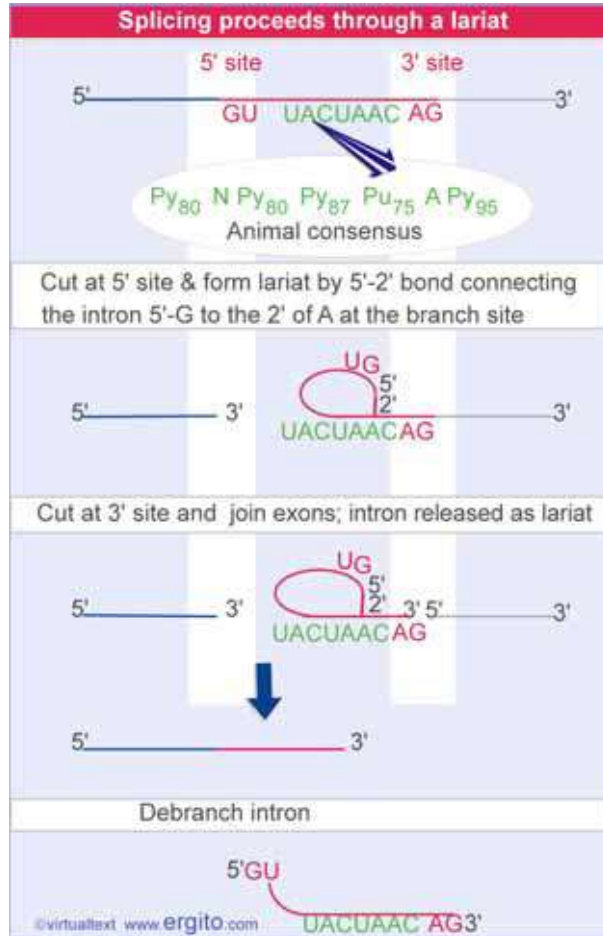 Splicing proceeds through a lariat
5' site 3' site
5' 3'
GU UACUAAC AG
Py80 N Py80 Py87 Pu75 A Py95
Animal consensus
Cut at 5' site & form lariat by 5'-2' bond connecting
the intron 5'-G to the 2' of A at the branch site
UG
5'
2'
5' 3' 3'
UACUAACAG
Cut at 3' site and join exons; intron released as lariat
UG
5'
2'
5' 3' 3' 5' 3'
UACUAACAG
5' 3'
Debranch intron
5'GU
UACUAAC AG3'
©virtualtext www.ergito.com